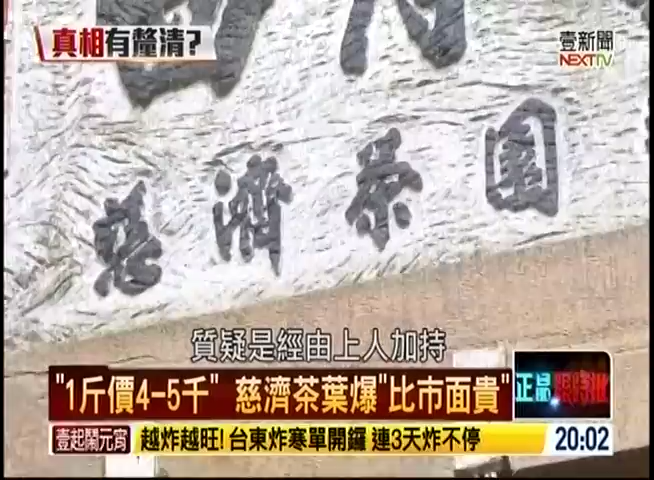 真相有釐清?
壹新聞
NEXTTV
慈濟茶園
質疑是經由上人加持
"1斤價4-5千" 慈濟茶葉爆"比市面貴"
正晶限時批
壹起鬧元宵
越炸越旺!台東炸寒單開鑼 連3天炸不停
20:02